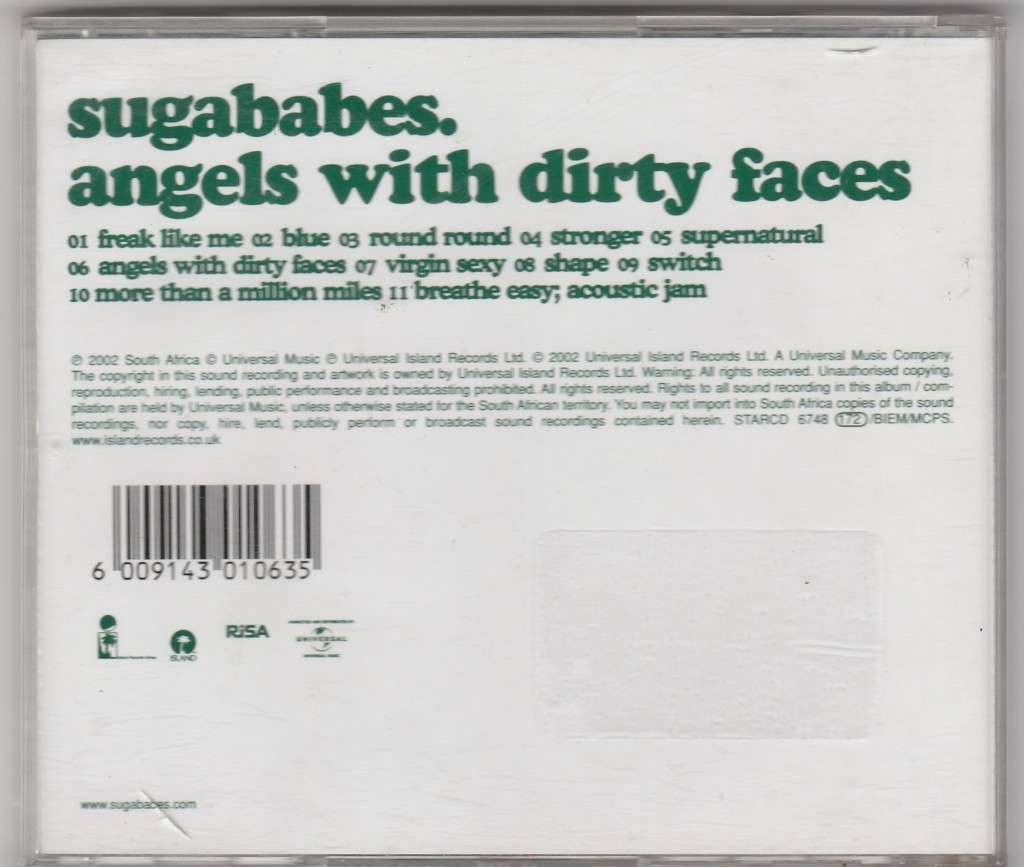 sugababes.
angels with dirty faces
01 freak like me 02 blue 03 round round 04 stronger 05 supernatural
06 angels with dirty faces 07 virgin sexy 08 shape 09 switch
10 more than a million miles 11 breathe easy; acoustic jam
℗ 2002 South Africa © Universal Music ℗ Universal Island Records Ltd. © 2002 Universal Island Records Ltd. A Universal Music Company.
The copyright in this sound recording and artwork is owned by Universal Island Records Ltd. Warning: All rights reserved. Unauthorised copying,
reproduction, hiring, lending, public performance and broadcasting prohibited. All rights reserved. Rights to all sound recording in this album / com-
pilation are held by Universal Music, unless otherwise stated for the South African territory. You may not import into South Africa copies of the sound
recordings, nor copy, hire, lend, publicly perform or broadcast sound recordings contained herein. STARCD 6748 172 /BIEM/MCPS.
www.islandrecords.co.uk
6 009143 010635
ISLAND
RiSA
UNIVERSAL
www.sugababes.com